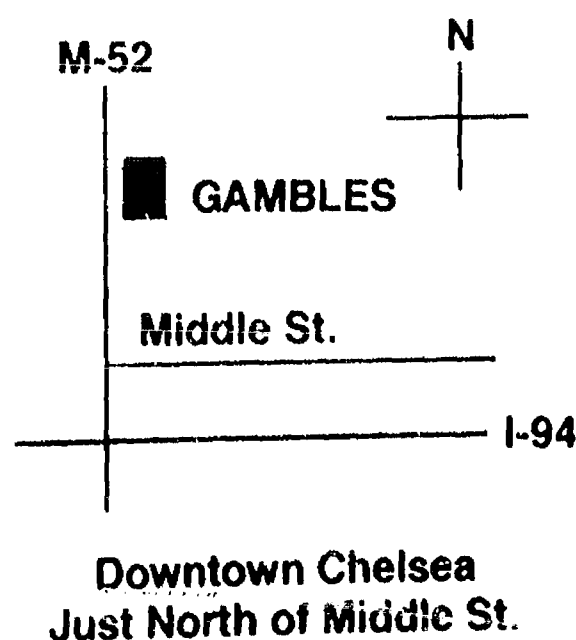 N
M-52
GAMBLES
Middle St.
I-94
Downtown Chelsea
Just North of Middle St.